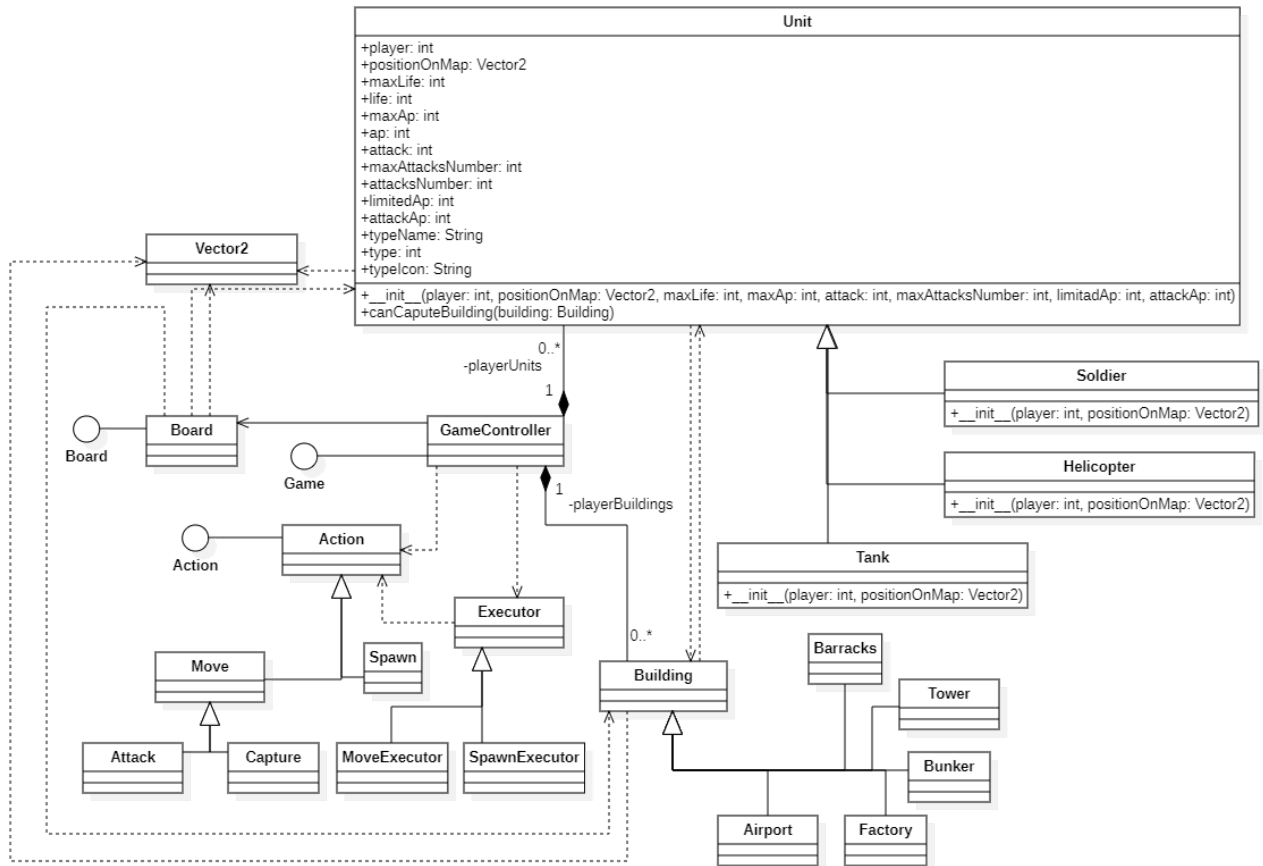 Unit
+player: int
+positionOnMap: Vector2
+maxLife: int
+life: int
+maxAp: int
+ap: int
+attack: int
+maxAttacksNumber: int
+attacksNumber: int
+limitedAp: int
+attackAp: int
+typeName: String
+type: int
+typeIcon: String
+__init__(player: int, positionOnMap: Vector2, maxLife: int, maxAp: int, attack: int, maxAttacksNumber: int, limitadAp: int, attackAp: int)
+canCaputeBuilding(building: Building)
Vector2
0..*
-playerUnits
1
Soldier
+__init__(player: int, positionOnMap: Vector2)
Board
Board
GameController
Game
Helicopter
+__init__(player: int, positionOnMap: Vector2)
1
-playerBuildings
Action
Action
Tank
+__init__(player: int, positionOnMap: Vector2)
Executor
0..*
Move
Spawn
Building
Barracks
Tower
Attack
Capture
MoveExecutor
SpawnExecutor
Bunker
Airport
Factory